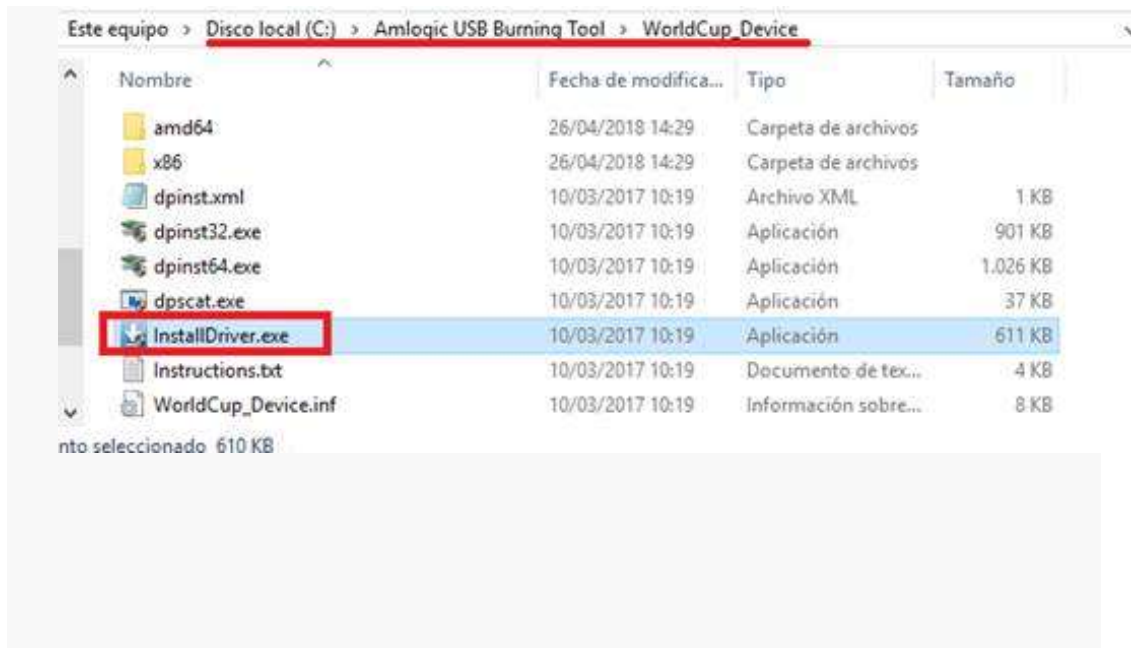 Este equipo > Disco local (C:) > Amlogic USB Burning Tool > WorldCup_Device
Nombre Fecha de modifica... Tipo Tamaño
amd64 26/04/2018 14:29 Carpeta de archivos
x86 26/04/2018 14:29 Carpeta de archivos
dpinst.xml 10/03/2017 10:19 Archivo XML 1 KB
dpinst32.exe 10/03/2017 10:19 Aplicación 901 KB
dpinst64.exe 10/03/2017 10:19 Aplicación 1.026 KB
dpscat.exe 10/03/2017 10:19 Aplicación 37 KB
InstallDriver.exe 10/03/2017 10:19 Aplicación 611 KB
Instructions.txt 10/03/2017 10:19 Documento de tex... 4 KB
WorldCup_Device.inf 10/03/2017 10:19 Información sobre... 8 KB
nto seleccionado 610 KB